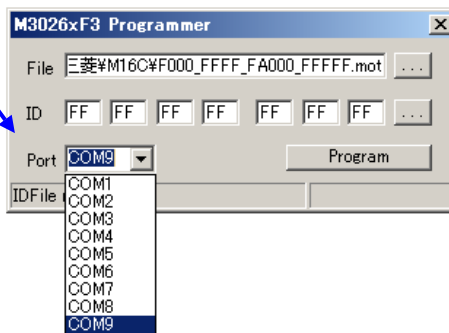 M3026xF3 Programmer
File 三菱¥M16C¥F000_FFFF_FA000_FFFFF.mot ...
ID FF FF FF FF FF FF FF ...
Port COM9 Program
IDFile
COM1
COM2
COM3
COM4
COM5
COM6
COM7
COM8
COM9